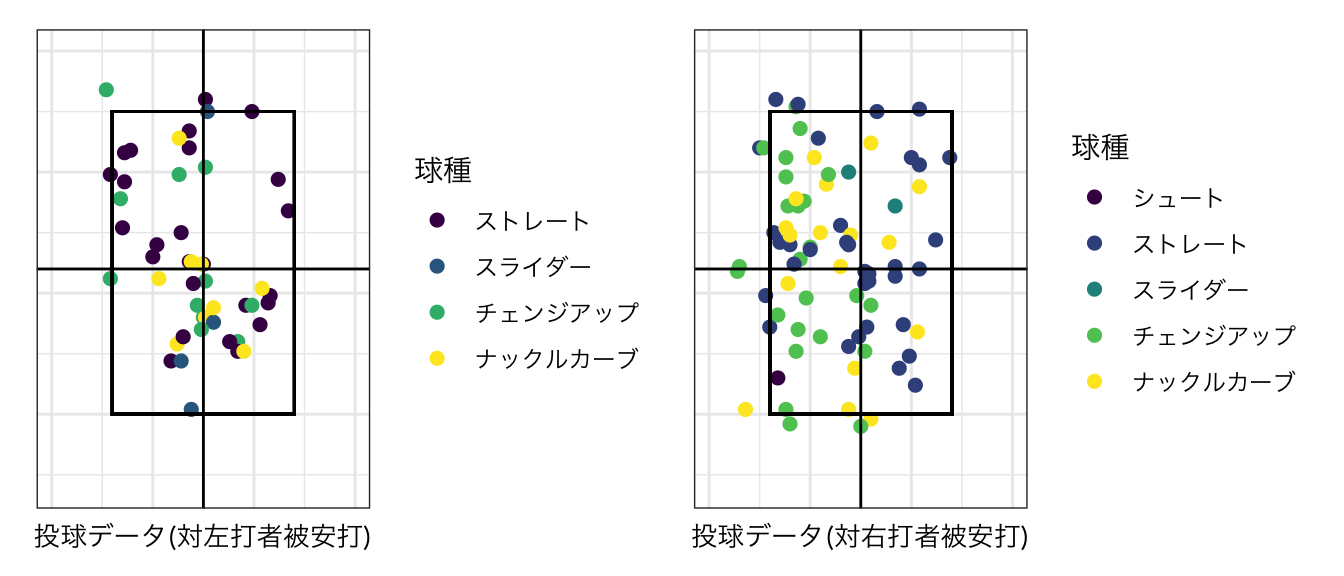 球種
ストレート
スライダー
チェンジアップ
ナックルカーブ
投球データ(対左打者被安打)
球種
シュート
ストレート
スライダー
チェンジアップ
ナックルカーブ
投球データ(対右打者被安打)